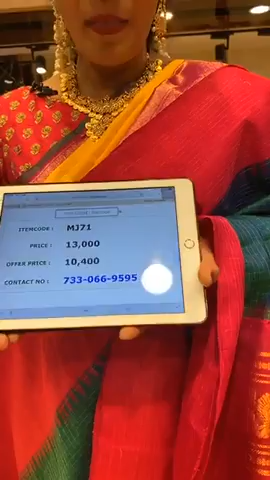 ITEMCODE : MJ71
PRICE : 13,000
OFFER PRICE : 10,400
CONTACT NO : 733-066-9595